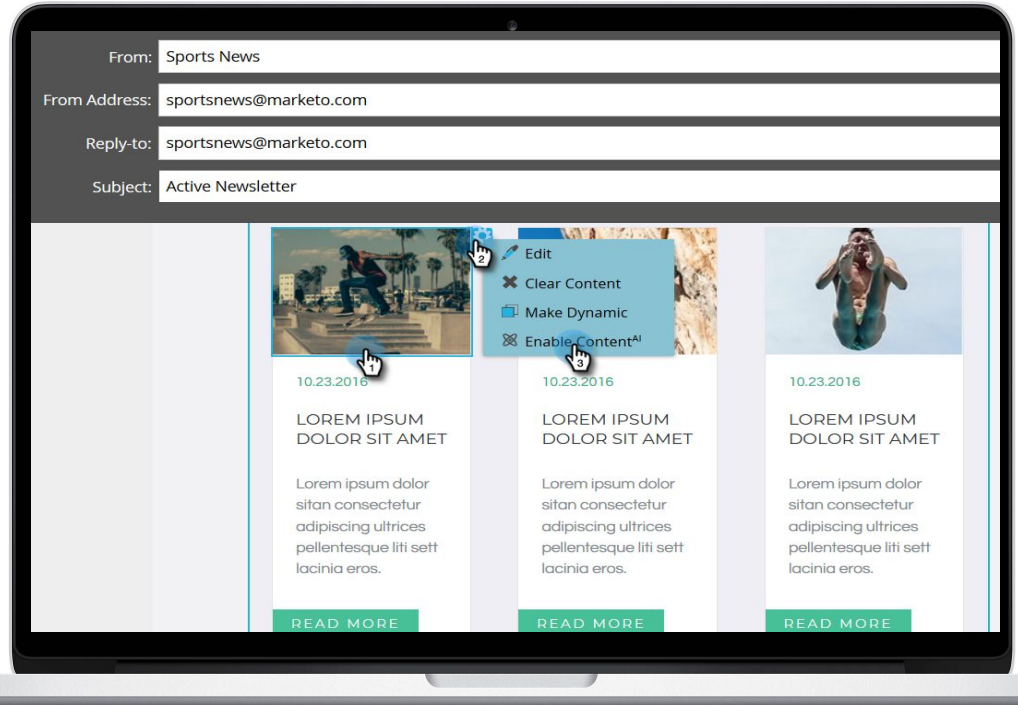 From: Sports News
From Address: sportsnews@marketo.com
Reply-to: sportsnews@marketo.com
Subject: Active Newsletter
2
Edit
Clear Content
Make Dynamic
Enable Contentᴬᴵ
1
3
10.23.2016
LOREM IPSUM
DOLOR SIT AMET
Lorem ipsum dolor
sitan consectetur
adipiscing ultrices
pellentesque liti sett
lacinia eros.
READ MORE
10.23.2016
LOREM IPSUM
DOLOR SIT AMET
Lorem ipsum dolor
sitan consectetur
adipiscing ultrices
pellentesque liti sett
lacinia eros.
READ MORE
10.23.2016
LOREM IPSUM
DOLOR SIT AMET
Lorem ipsum dolor
sitan consectetur
adipiscing ultrices
pellentesque liti sett
lacinia eros.
READ MORE